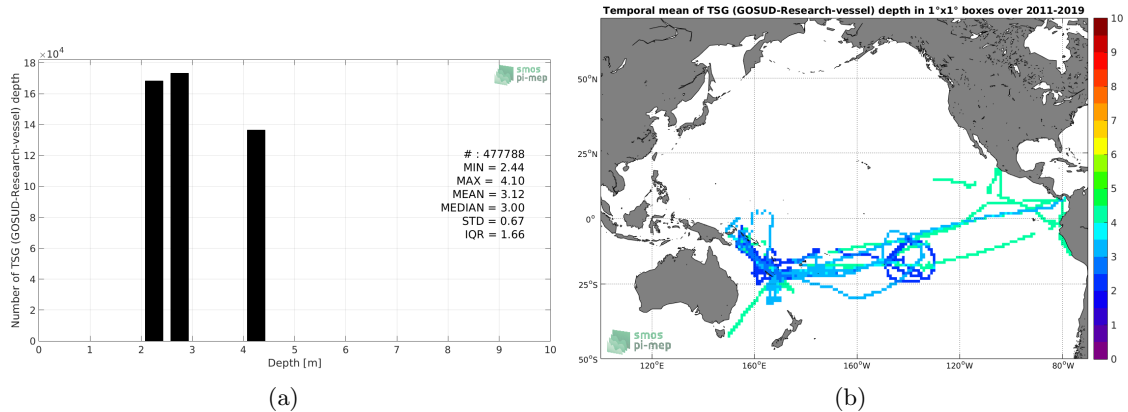 ×10⁴
18
16
14
12
10
8
6
4
2
0
Number of TSG (GOSUD-Research-vessel) depth
smos
pi-mep
# : 477788
MIN = 2.44
MAX = 4.10
MEAN = 3.12
MEDIAN = 3.00
STD = 0.67
IQR = 1.66
0 1 2 3 4 5 6 7 8 9 10
Depth [m]
(a)
Temporal mean of TSG (GOSUD-Research-vessel) depth in 1°x1° boxes over 2011-2019
50°N
25°N
0°
25°S
50°S
120°E 160°E 160°W 120°W 80°W
smos
pi-mep
10
9
8
7
6
5
4
3
2
1
0
(b)